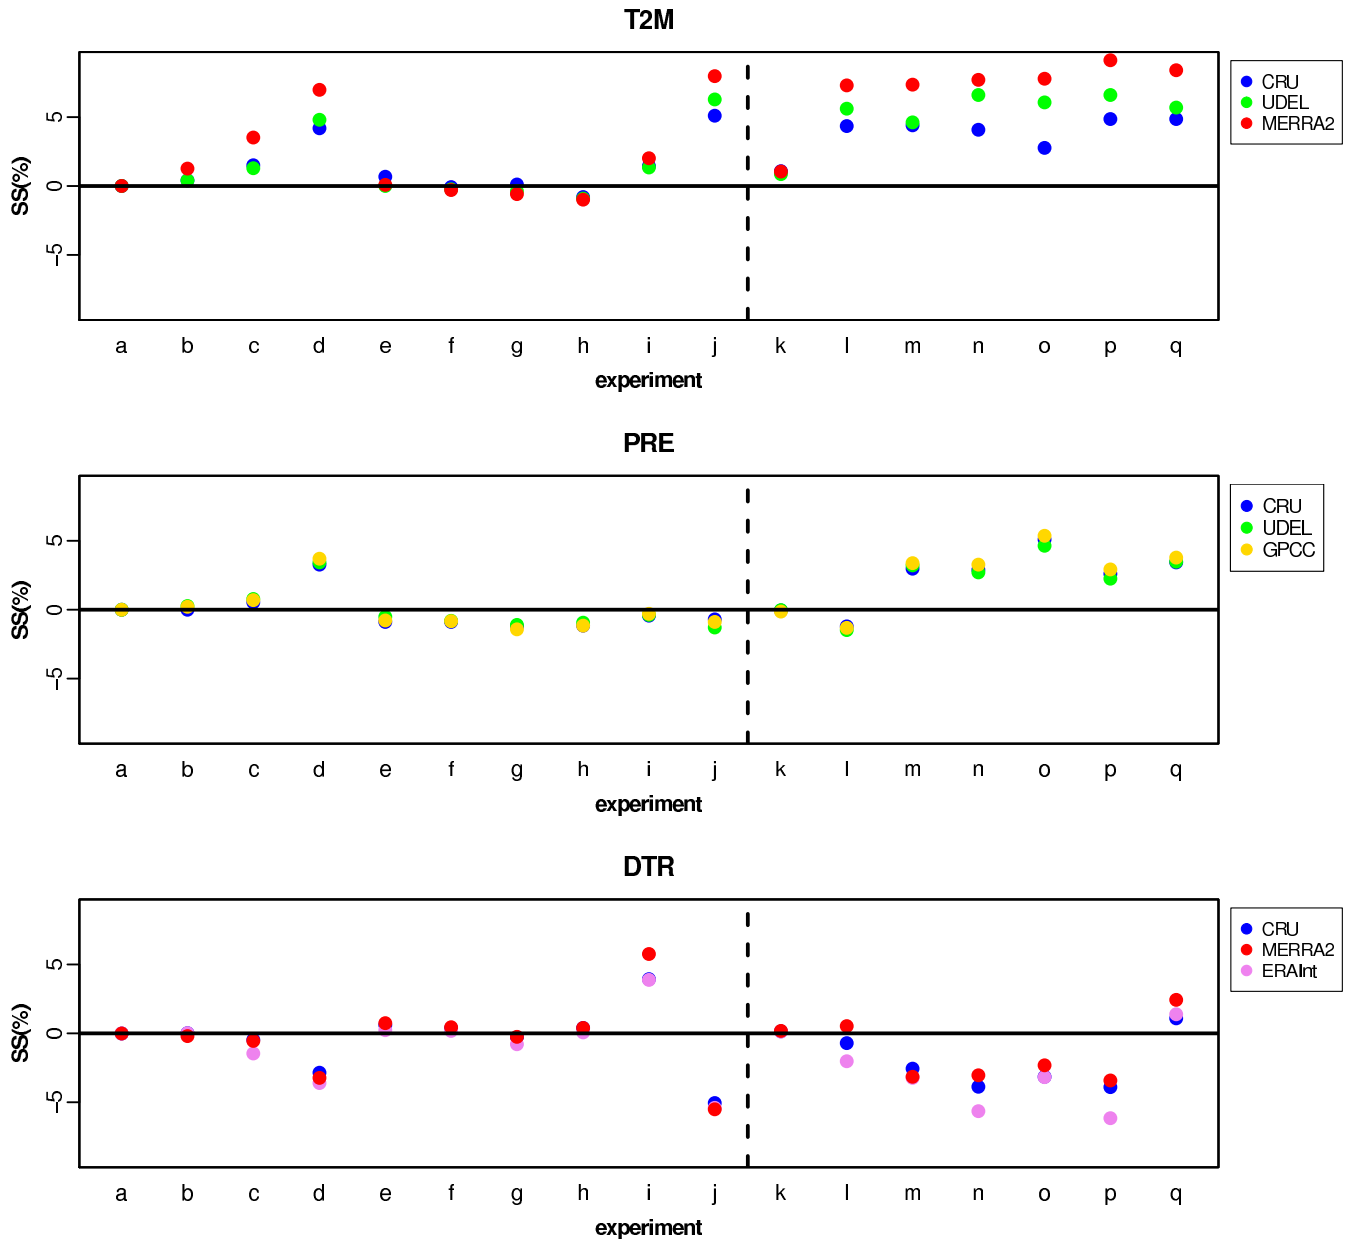 T2M
SS(%)
5
0
−5
a b c d e f g h i j k l m n o p q
experiment
CRU
UDEL
MERRA2
PRE
SS(%)
5
0
−5
a b c d e f g h i j k l m n o p q
experiment
CRU
UDEL
GPCC
DTR
SS(%)
5
0
−5
a b c d e f g h i j k l m n o p q
experiment
CRU
MERRA2
ERAInt